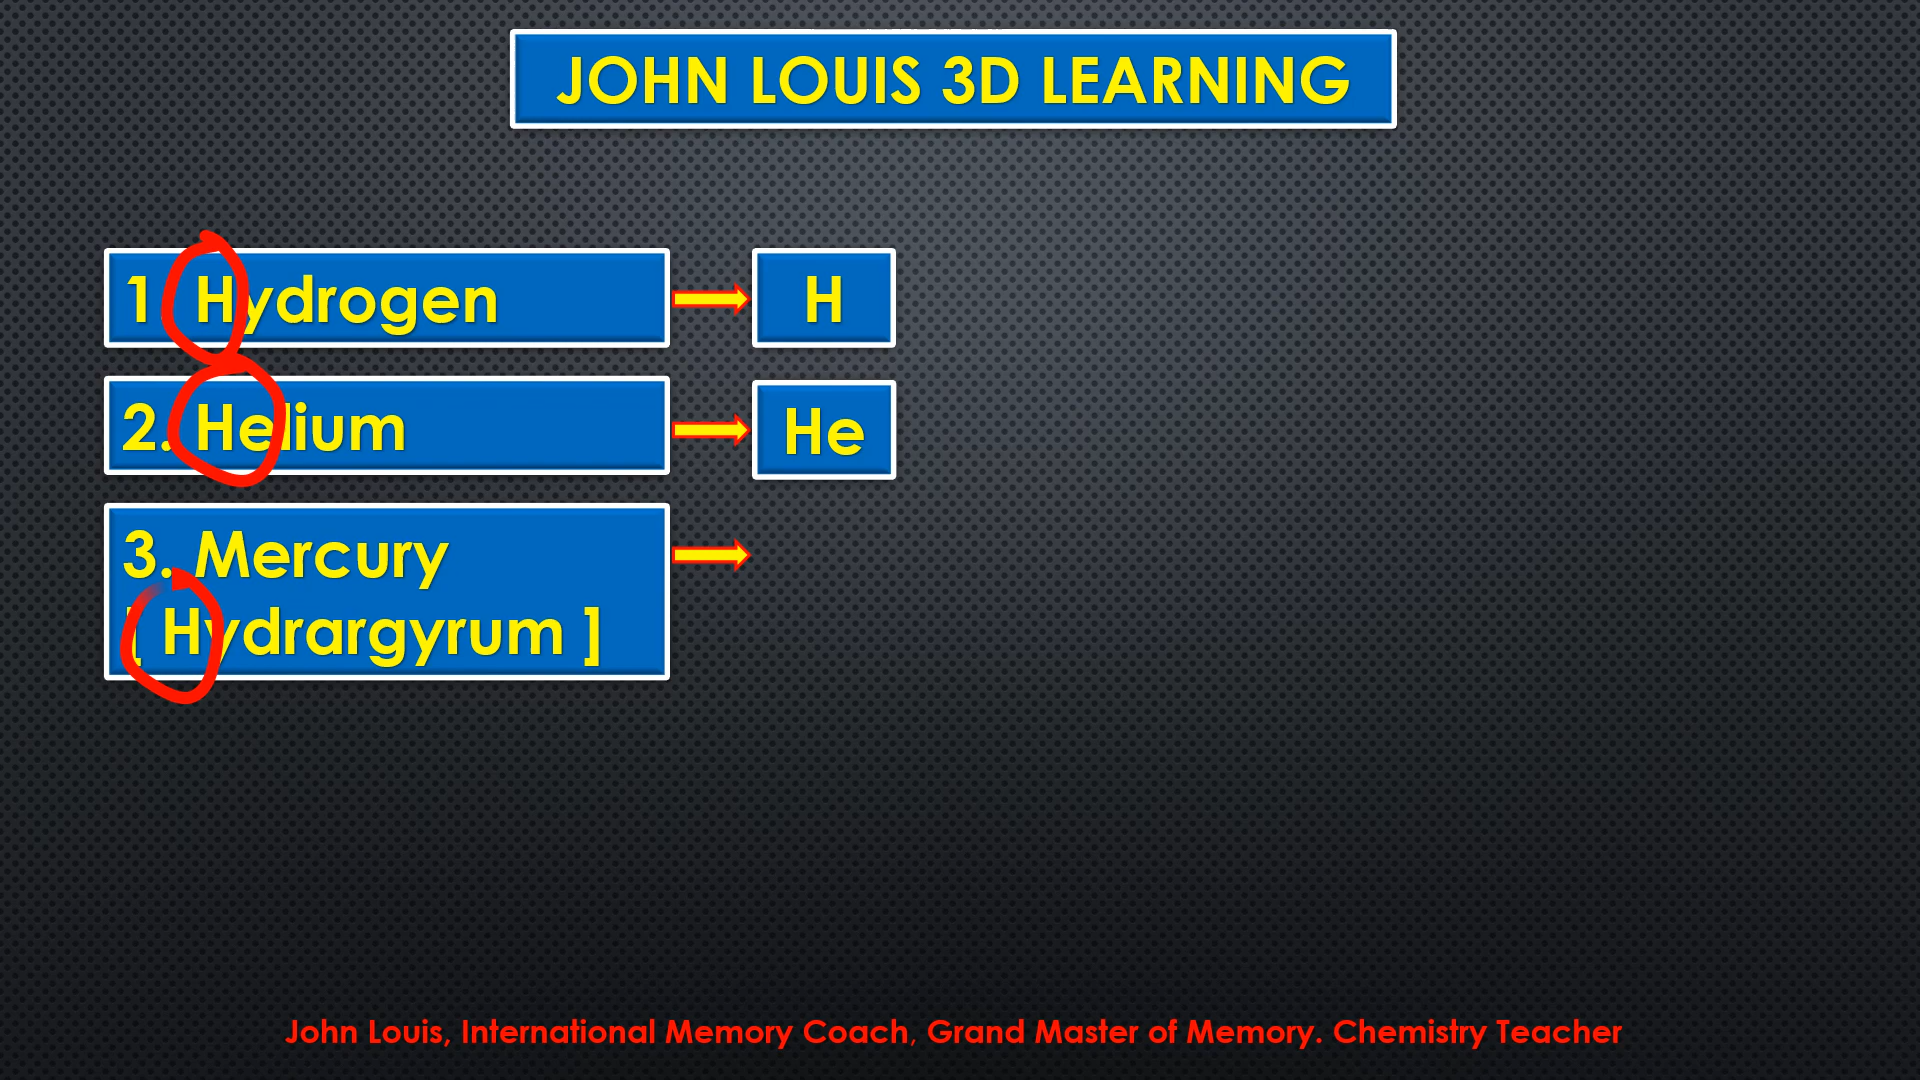 JOHN LOUIS 3D LEARNING
1. Hydrogen
H
2. Helium
He
3. Mercury
[ Hydrargyrum ]
John Louis, International Memory Coach, Grand Master of Memory. Chemistry Teacher